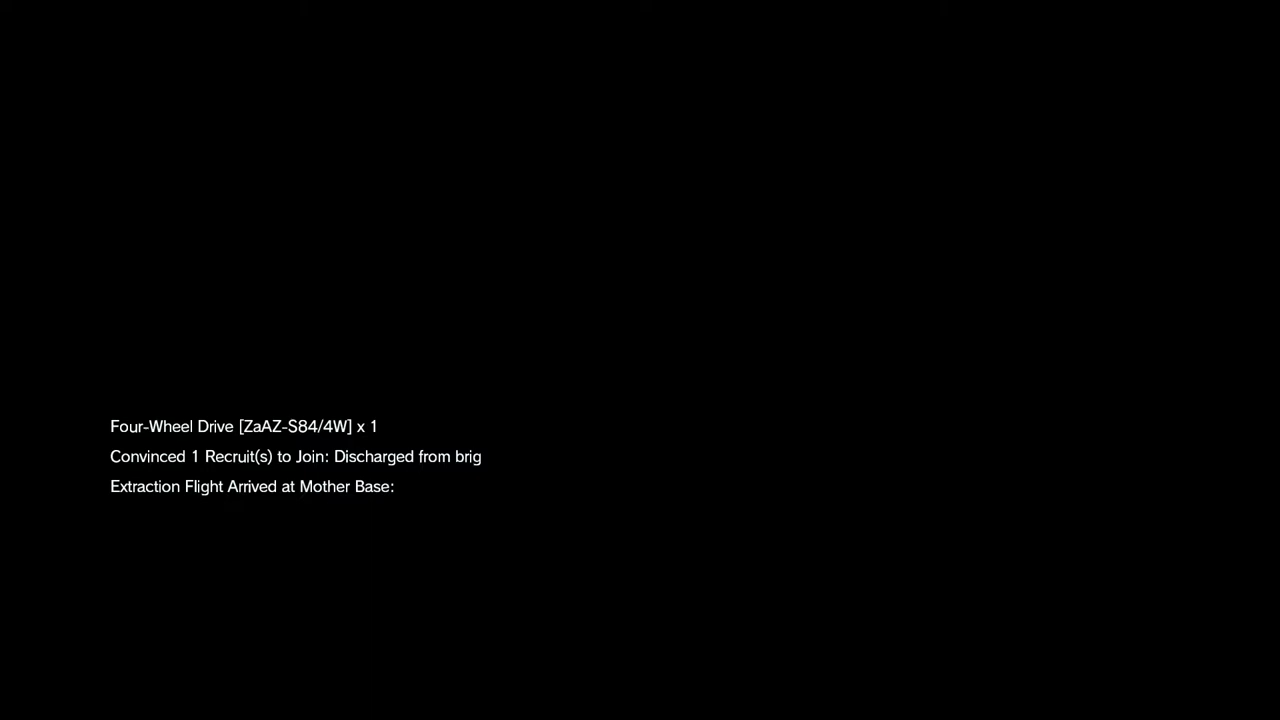 Four-Wheel Drive [ZaAZ-S84/4W] x 1
Convinced 1 Recruit(s) to Join: Discharged from brig
Extraction Flight Arrived at Mother Base: